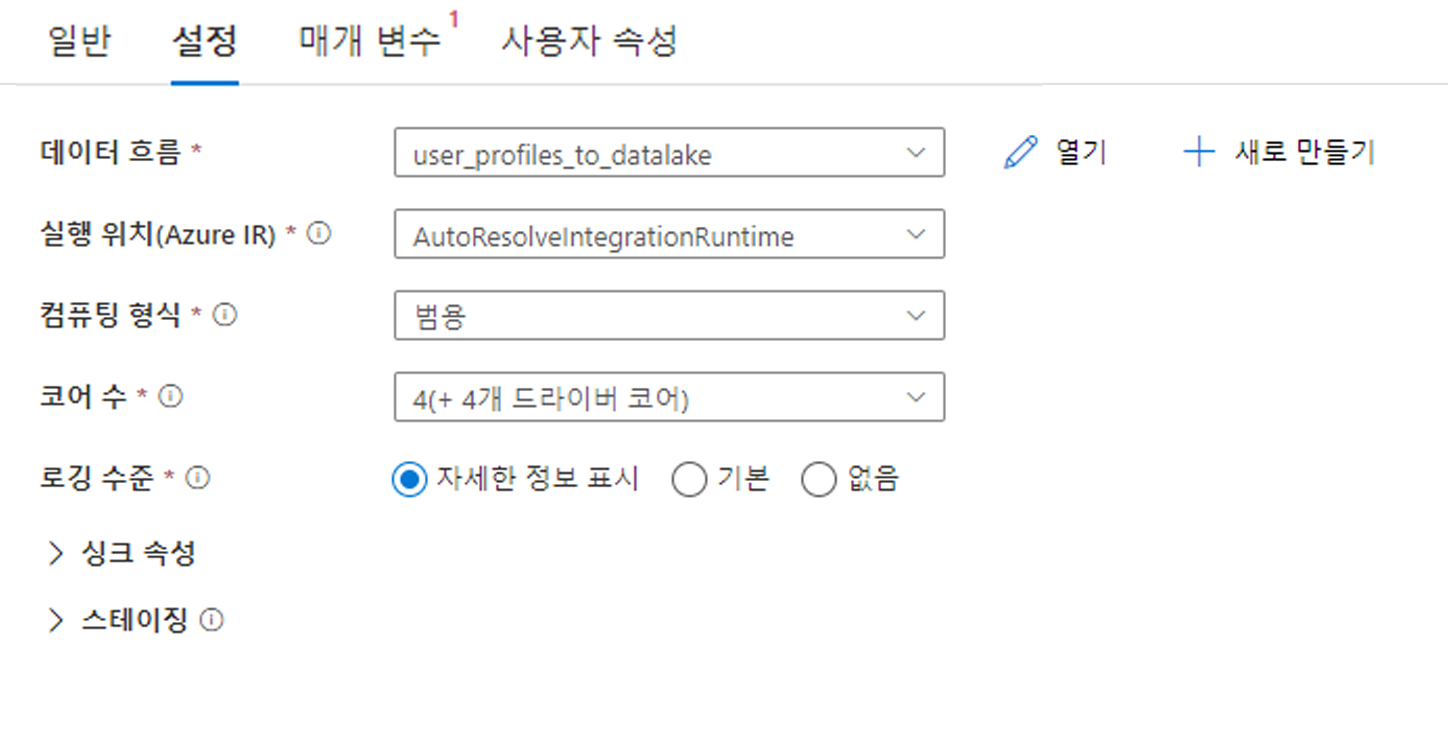 일반 설정 매개 변수 1 사용자 속성
데이터 흐름 * user_profiles_to_datalake 열기 새로 만들기
실행 위치(Azure IR) * AutoResolveIntegrationRuntime
컴퓨팅 형식 * 범용
코어 수 * 4(+ 4개 드라이버 코어)
로깅 수준 * 자세한 정보 표시 기본 없음
싱크 속성
스테이징